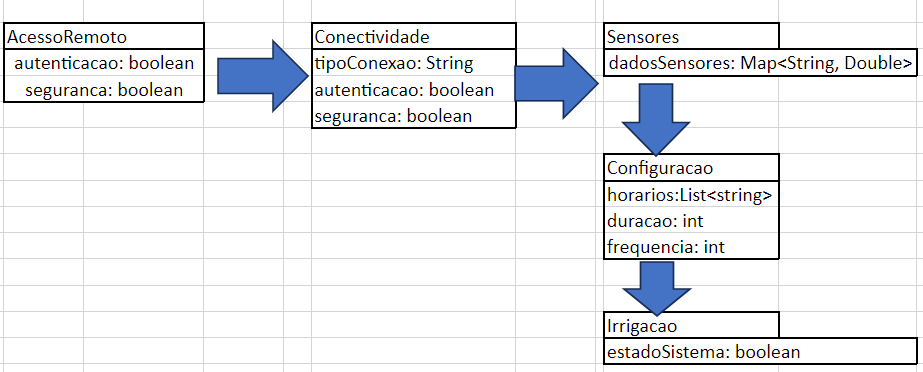 AcessoRemoto
autenticacao: boolean
seguranca: boolean
Conectividade
tipoConexao: String
autenticacao: boolean
seguranca: boolean
Sensores
dadosSensores: Map<String, Double>
Configuracao
horarios:List<string>
duracao: int
frequencia: int
Irrigacao
estadoSistema: boolean